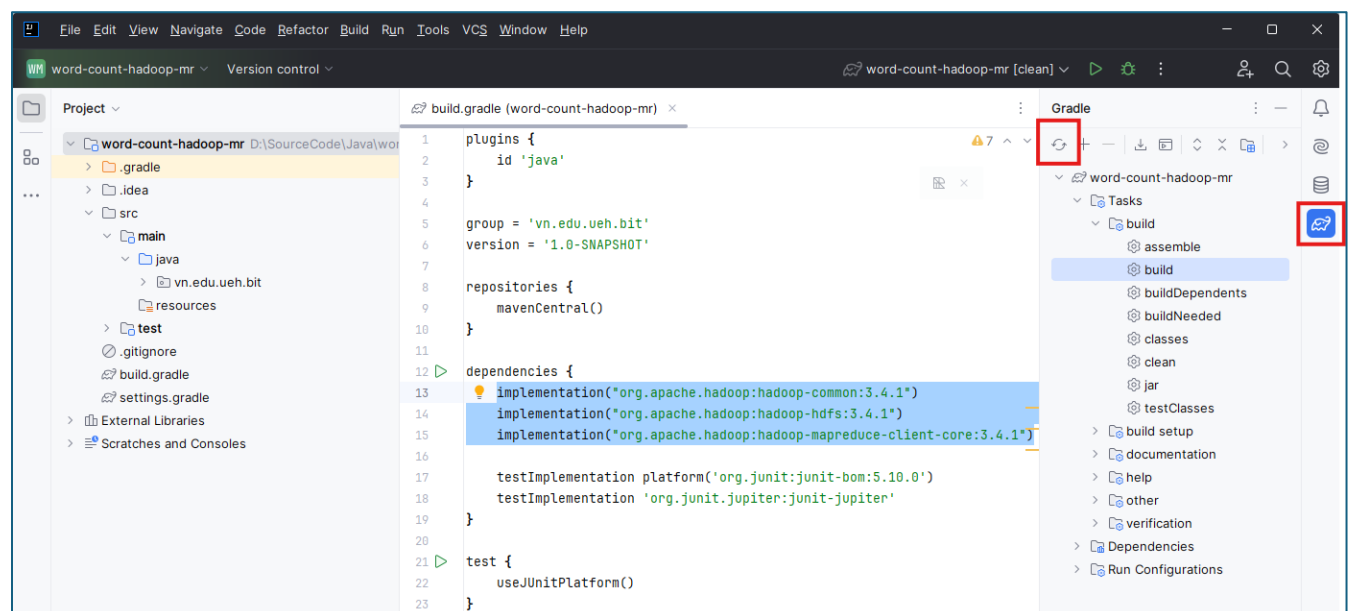 File Edit View Navigate Code Refactor Build Run Tools VCS Window Help
WM word-count-hadoop-mr Version control word-count-hadoop-mr [clean]
Project
word-count-hadoop-mr D:\SourceCode\Java\wor
.gradle
.idea
src
main
java
vn.edu.ueh.bit
resources
test
.gitignore
build.gradle
settings.gradle
External Libraries
Scratches and Consoles
build.gradle (word-count-hadoop-mr)
7
1 plugins {
2 id 'java'
3 }
4
5 group = 'vn.edu.ueh.bit'
6 version = '1.0-SNAPSHOT'
7
8 repositories {
9 mavenCentral()
10 }
11
12 dependencies {
13 implementation("org.apache.hadoop:hadoop-common:3.4.1")
14 implementation("org.apache.hadoop:hadoop-hdfs:3.4.1")
15 implementation("org.apache.hadoop:hadoop-mapreduce-client-core:3.4.1")
16
17 testImplementation platform('org.junit:junit-bom:5.10.0')
18 testImplementation 'org.junit.jupiter:junit-jupiter'
19 }
20
21 test {
22 useJUnitPlatform()
23 }
Gradle
word-count-hadoop-mr
Tasks
build
assemble
build
buildDependents
buildNeeded
classes
clean
jar
testClasses
build setup
documentation
help
other
verification
Dependencies
Run Configurations